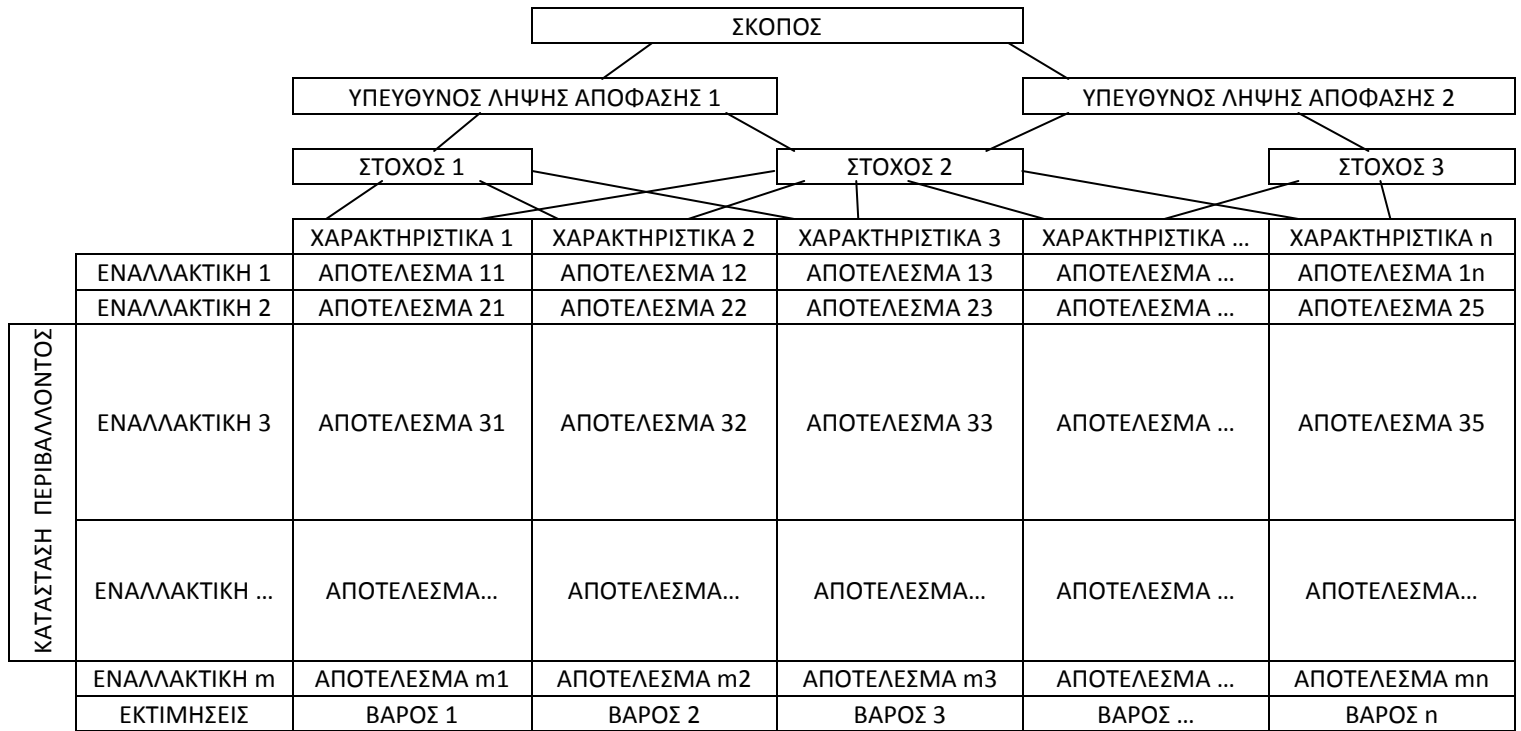 ΣΚΟΠΟΣ
ΥΠΕΥΘΥΝΟΣ ΛΗΨΗΣ ΑΠΟΦΑΣΗΣ 1 ΥΠΕΥΘΥΝΟΣ ΛΗΨΗΣ ΑΠΟΦΑΣΗΣ 2
ΣΤΟΧΟΣ 1 ΣΤΟΧΟΣ 2 ΣΤΟΧΟΣ 3
ΧΑΡΑΚΤΗΡΙΣΤΙΚΑ 1 ΧΑΡΑΚΤΗΡΙΣΤΙΚΑ 2 ΧΑΡΑΚΤΗΡΙΣΤΙΚΑ 3 ΧΑΡΑΚΤΗΡΙΣΤΙΚΑ ... ΧΑΡΑΚΤΗΡΙΣΤΙΚΑ n
ΕΝΑΛΛΑΚΤΙΚΗ 1 ΑΠΟΤΕΛΕΣΜΑ 11 ΑΠΟΤΕΛΕΣΜΑ 12 ΑΠΟΤΕΛΕΣΜΑ 13 ΑΠΟΤΕΛΕΣΜΑ ... ΑΠΟΤΕΛΕΣΜΑ 1n
ΕΝΑΛΛΑΚΤΙΚΗ 2 ΑΠΟΤΕΛΕΣΜΑ 21 ΑΠΟΤΕΛΕΣΜΑ 22 ΑΠΟΤΕΛΕΣΜΑ 23 ΑΠΟΤΕΛΕΣΜΑ ... ΑΠΟΤΕΛΕΣΜΑ 25
ΚΑΤΑΣΤΑΣΗ ΠΕΡΙΒΑΛΛΟΝΤΟΣ
ΕΝΑΛΛΑΚΤΙΚΗ 3 ΑΠΟΤΕΛΕΣΜΑ 31 ΑΠΟΤΕΛΕΣΜΑ 32 ΑΠΟΤΕΛΕΣΜΑ 33 ΑΠΟΤΕΛΕΣΜΑ ... ΑΠΟΤΕΛΕΣΜΑ 35
ΕΝΑΛΛΑΚΤΙΚΗ ... ΑΠΟΤΕΛΕΣΜΑ... ΑΠΟΤΕΛΕΣΜΑ... ΑΠΟΤΕΛΕΣΜΑ... ΑΠΟΤΕΛΕΣΜΑ ... ΑΠΟΤΕΛΕΣΜΑ...
ΕΝΑΛΛΑΚΤΙΚΗ m ΑΠΟΤΕΛΕΣΜΑ m1 ΑΠΟΤΕΛΕΣΜΑ m2 ΑΠΟΤΕΛΕΣΜΑ m3 ΑΠΟΤΕΛΕΣΜΑ ... ΑΠΟΤΕΛΕΣΜΑ mn
ΕΚΤΙΜΗΣΕΙΣ ΒΑΡΟΣ 1 ΒΑΡΟΣ 2 ΒΑΡΟΣ 3 ΒΑΡΟΣ ... ΒΑΡΟΣ n